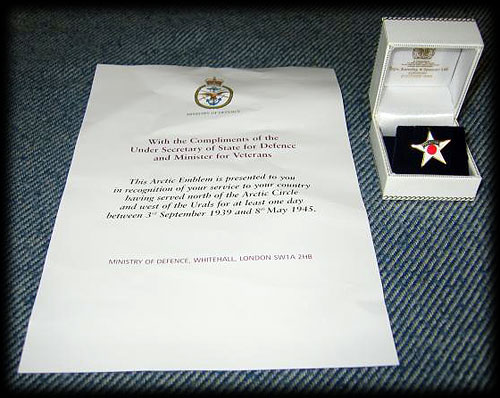 MINISTRY OF DEFENCE
With the Compliments of the
Under Secretary of State for Defence
and Minister for Veterans
This Arctic Emblem is presented to you
in recognition of your service to your country
having served north of the Arctic Circle
and west of the Urals for at least one day
between 3rd September 1939 and 8th May 1945.
MINISTRY OF DEFENCE, WHITEHALL, LONDON SW1A 2HB